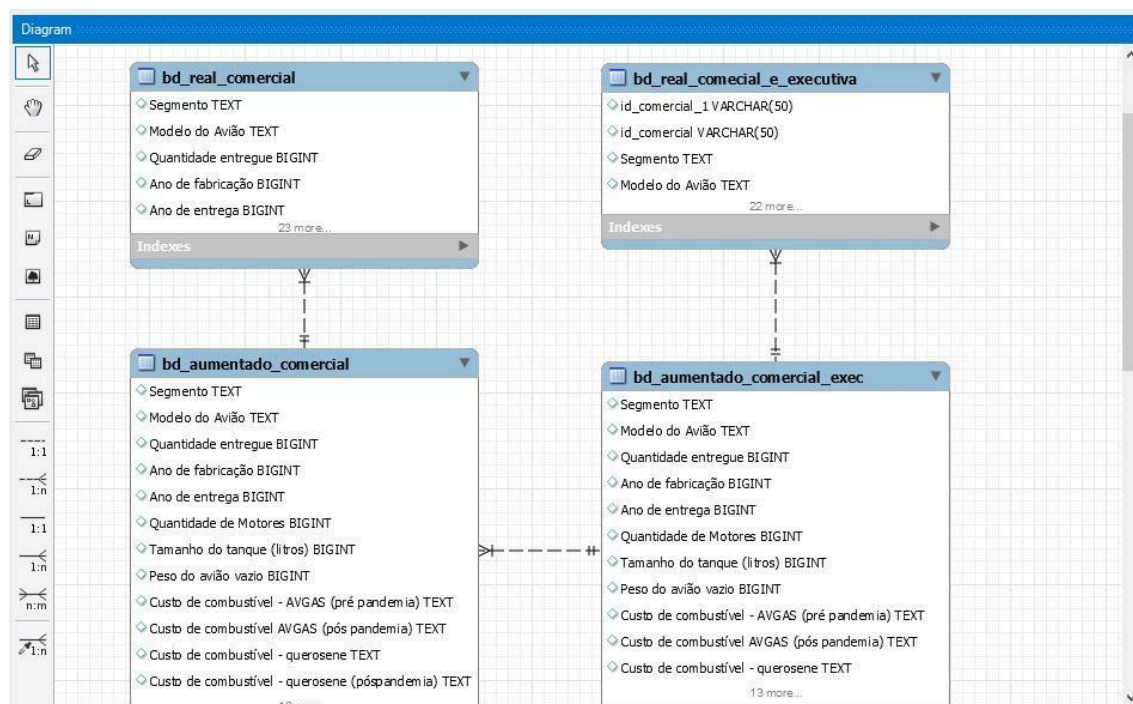 Diagram
bd_real_comercial
Segmento TEXT
Modelo do Avião TEXT
Quantidade entregue BIGINT
Ano de fabricação BIGINT
Ano de entrega BIGINT
23 more...
Indexes
bd_real_comecial_e_executiva
id_comercial_1 VARCHAR(50)
id_comercial VARCHAR(50)
Segmento TEXT
Modelo do Avião TEXT
22 more...
Indexes
bd_aumentado_comercial
Segmento TEXT
Modelo do Avião TEXT
Quantidade entregue BIGINT
Ano de fabricação BIGINT
Ano de entrega BIGINT
Quantidade de Motores BIGINT
Tamanho do tanque (litros) BIGINT
Peso do avião vazio BIGINT
Custo de combustível - AVGAS (pré pandemia) TEXT
Custo de combustível AVGAS (pós pandemia) TEXT
Custo de combustível - querosene TEXT
Custo de combustível - querosene (póspandemia) TEXT
bd_aumentado_comercial_exec
Segmento TEXT
Modelo do Avião TEXT
Quantidade entregue BIGINT
Ano de fabricação BIGINT
Ano de entrega BIGINT
Quantidade de Motores BIGINT
Tamanho do tanque (litros) BIGINT
Peso do avião vazio BIGINT
Custo de combustível - AVGAS (pré pandemia) TEXT
Custo de combustível AVGAS (pós pandemia) TEXT
Custo de combustível - querosene TEXT
13 more...
1:1
1:n
1:1
1:n
n:m
1:n